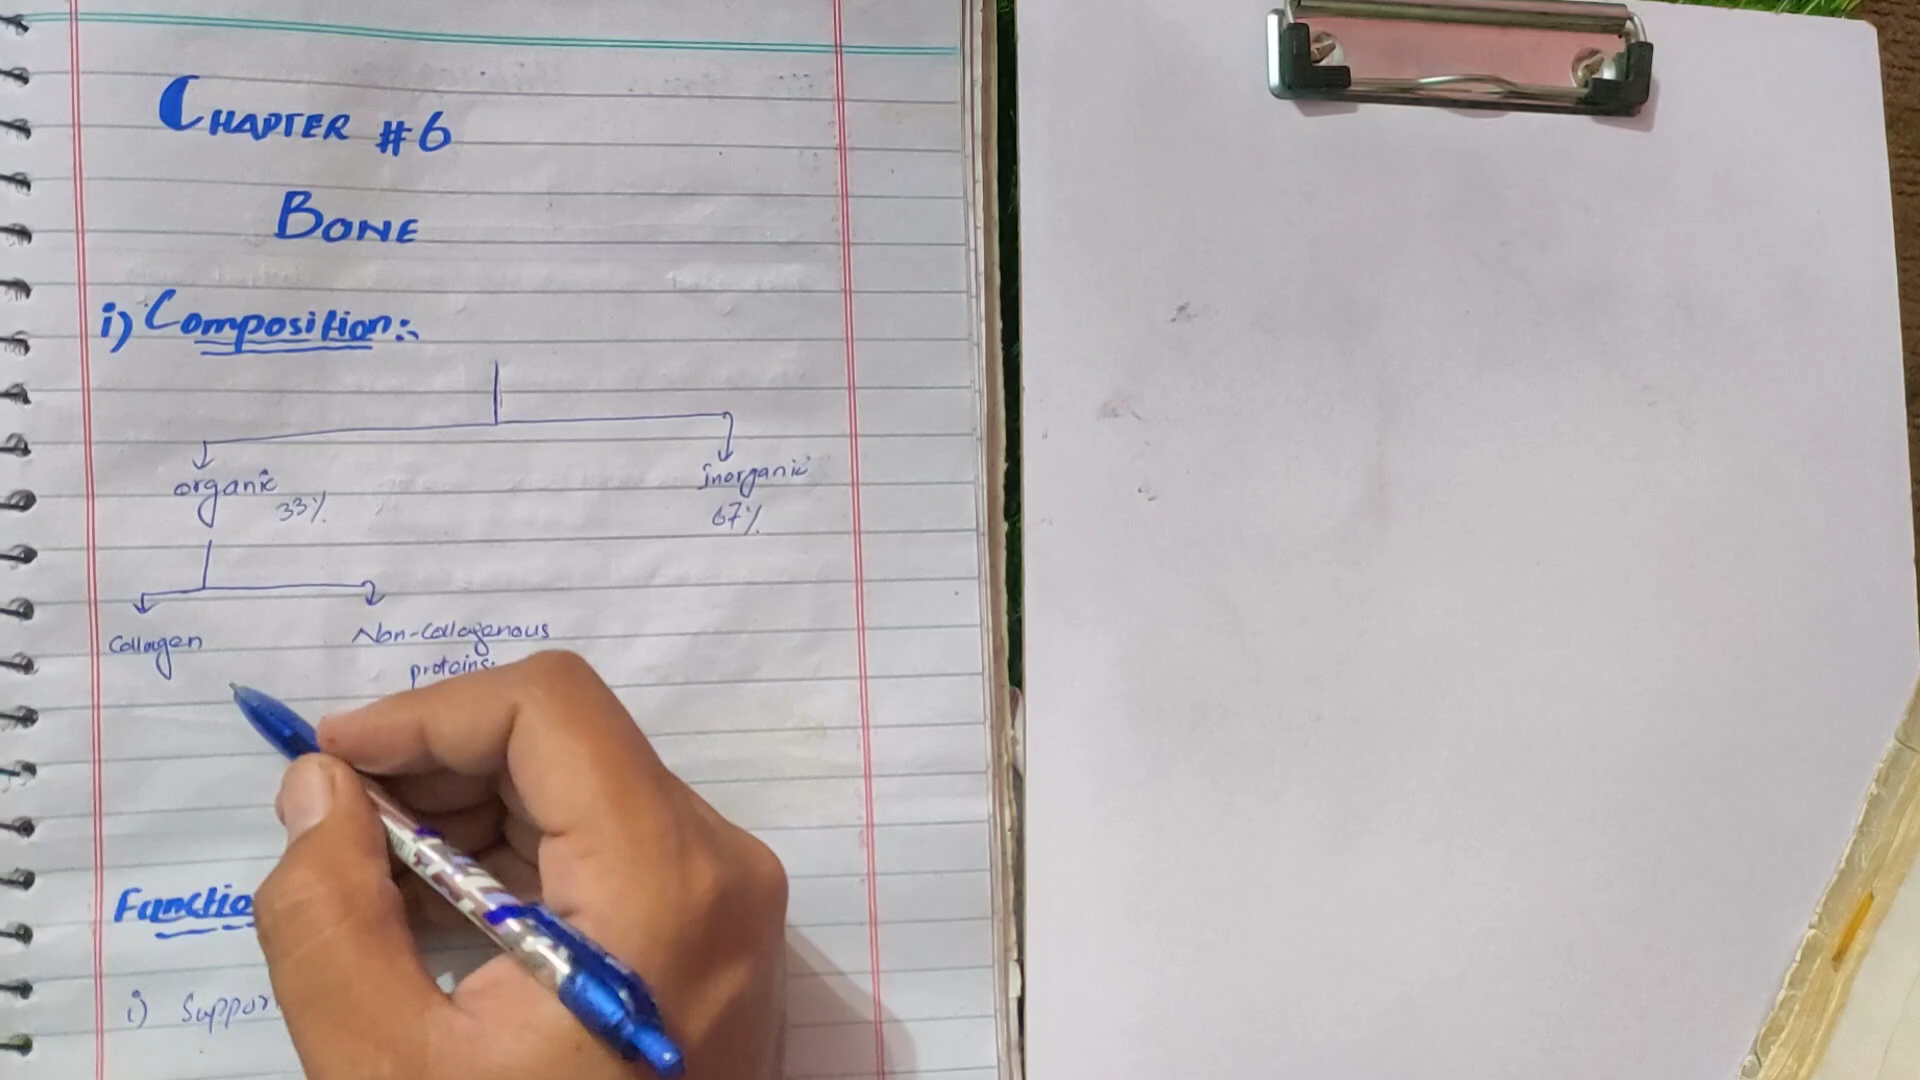 CHAPTER #6
BONE
i) Composition:-
organic
33%
inorganic
67%
Collagen
Non-Collagenous
proteins.
Functio
i) Suppor